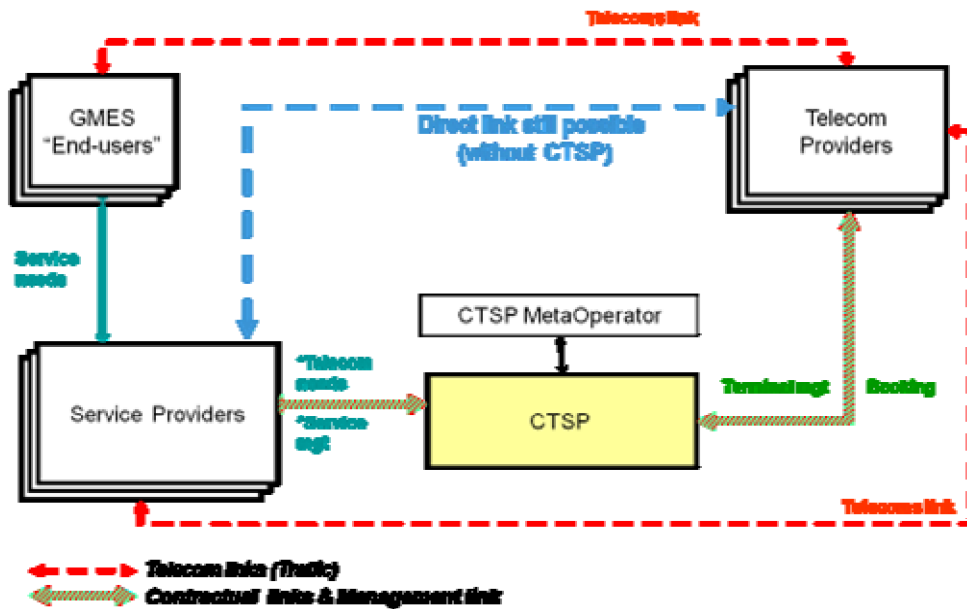 Telecoms link
GMES
"End-users"
Telecom
Providers
Direct link still possible
(without CTSP)
Service
needs
CTSP MetaOperator
*Telecom
needs
Service Providers
*Service
mgt
CTSP
Terminal mgt
Booking
Telecoms link
Telecom links (Trafic)
Contractual links & Management link